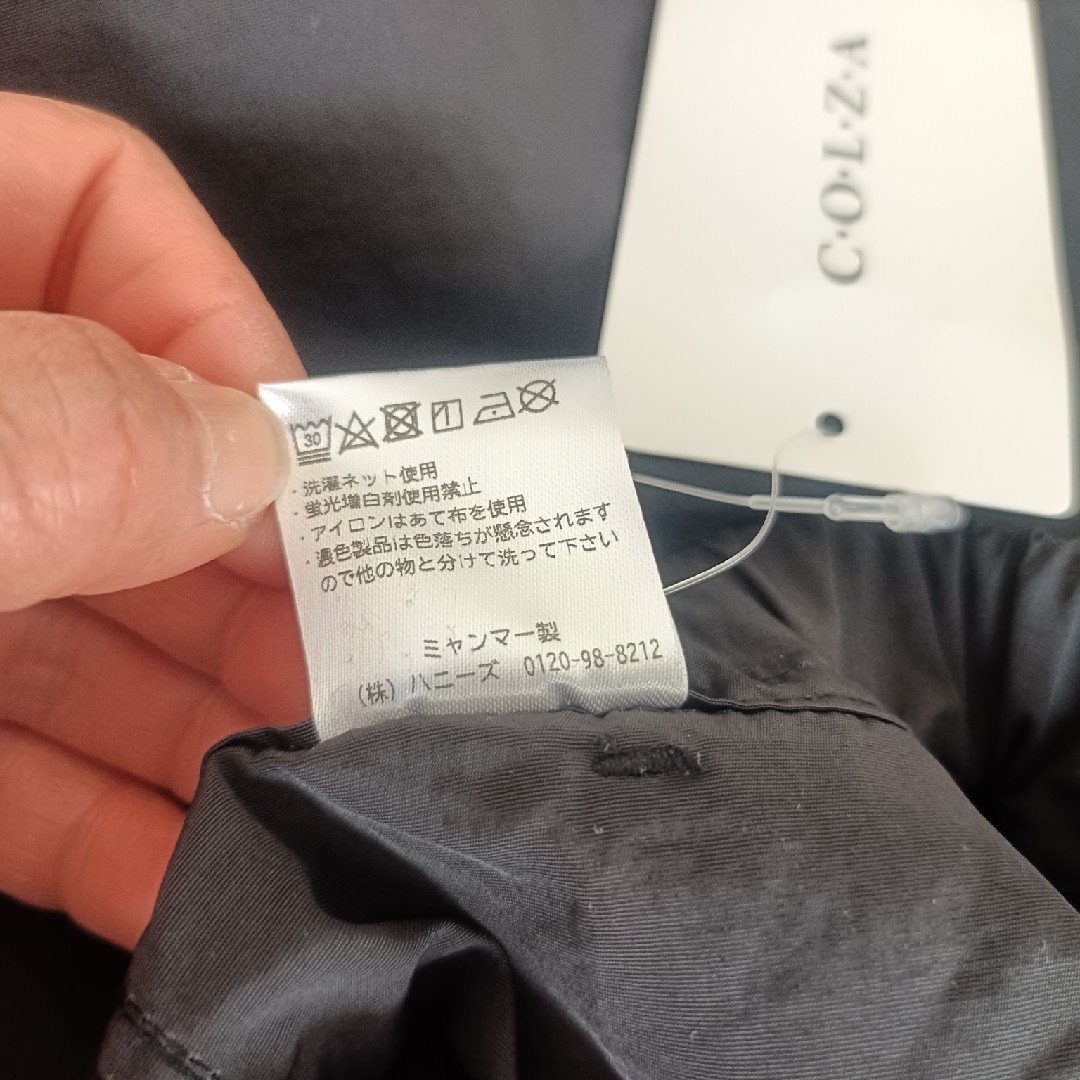 C·O·L·Z·A
30
・洗濯ネット使用
・蛍光増白剤使用禁止
・アイロンはあて布を使用
・濃色製品は色落ちが懸念されます
ので他の物と分けて洗って下さい
ミャンマー製
(株) ハニーズ 0120-98-8212